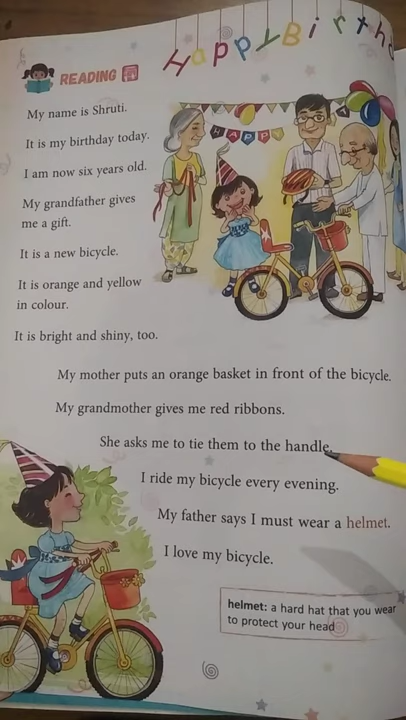 Happy Birth
READING
My name is Shruti.
It is my birthday today.
I am now six years old.
My grandfather gives
me a gift.
It is a new bicycle.
It is orange and yellow
in colour.
It is bright and shiny, too.
HAPPY
My mother puts an orange basket in front of the bicycle.
My grandmother gives me red ribbons.
She asks me to tie them to the handle.
I ride my bicycle every evening.
My father says I must wear a helmet.
I love my bicycle.
helmet: a hard hat that you wear
to protect your head